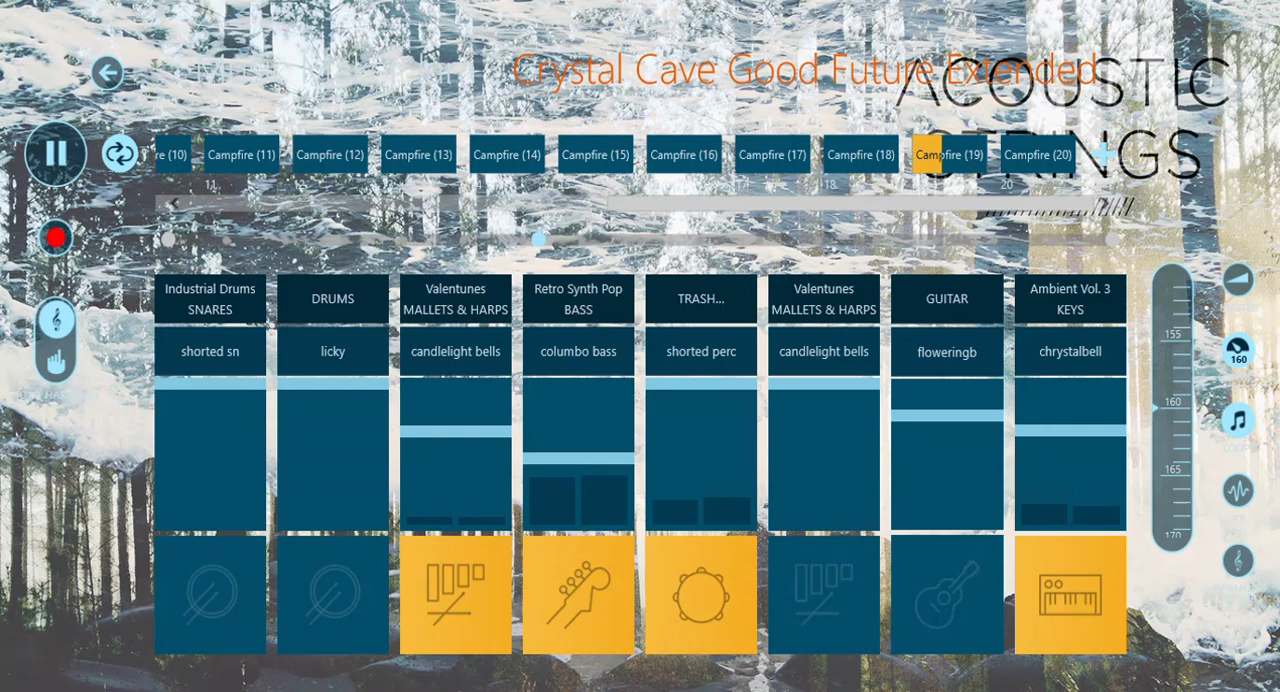 Crystal Cave Good Future Extended
ACOUSTIC
STRINGS
re (10)
Campfire (11)
Campfire (12)
Campfire (13)
Campfire (14)
Campfire (15)
Campfire (16)
Campfire (17)
Campfire (18)
Campfire (19)
Campfire (20)
11
17
18
20
Industrial Drums
SNARES
DRUMS
Valentunes
MALLETS & HARPS
Retro Synth Pop
BASS
TRASH...
Valentunes
MALLETS & HARPS
GUITAR
Ambient Vol. 3
KEYS
shorted sn
licky
candlelight bells
columbo bass
shorted perc
candlelight bells
floweringb
chrystalbell
155
160
165
170
160